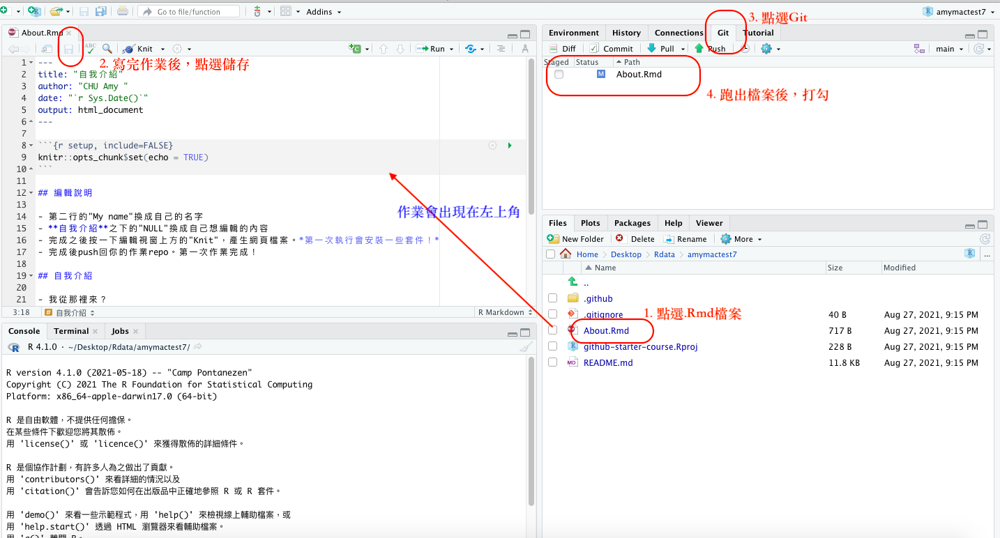 Go to file/function
Addins
amymactest7
About.Rmd
ABC
Knit
Run
2. 寫完作業後，點選儲存
1 ---
2 title: "自我介紹"
3 author: "CHU Amy "
4 date: "`r Sys.Date()`"
5 output: html_document
6 ---
7
8 ```{r setup, include=FALSE}
9 knitr::opts_chunk$set(echo = TRUE)
10 ```
11
12 ## 編輯說明
13
14 - 第二行的"My name"換成自己的名字
15 - **自我介紹**之下的"NULL"換成自己想編輯的內容
16 - 完成之後按一下編輯視窗上方的"Knit"，產生網頁檔案。*第一次執行會安裝一些套件！*
17 - 完成後push回你的作業repo。第一次作業完成！
18
19 ## 自我介紹
20
21 - 我從那裡來？
3:18
# 自我介紹
R Markdown
作業會出現在左上角
Console Terminal Jobs
R 4.1.0 · ~/Desktop/Rdata/amymactest7/
R version 4.1.0 (2021-05-18) -- "Camp Pontanezen"
Copyright (C) 2021 The R Foundation for Statistical Computing
Platform: x86_64-apple-darwin17.0 (64-bit)
R 是自由軟體，不提供任何擔保。
在某些條件下歡迎您將其散佈。
用 'license()' 或 'licence()' 來獲得散佈的詳細條件。
R 是個協作計劃，有許多人為之做出了貢獻。
用 'contributors()' 來看詳細的情況以及
用 'citation()' 會告訴您如何在出版品中正確地參照 R 或 R 套件。
用 'demo()' 來看一些示範程式，用 'help()' 來檢視線上輔助檔案，或
用 'help.start()' 透過 HTML 瀏覽器來看輔助檔案。
用 'q()' 離開 R。
3. 點選Git
Environment History Connections Git Tutorial
Diff Commit Pull Push main
Staged Status Path
M About.Rmd
4. 跑出檔案後，打勾
Files Plots Packages Help Viewer
New Folder Delete Rename More
Home Desktop Rdata amymactest7 ...
Name Size Modified
..
.github
1. 點選.Rmd檔案
.gitignore 40 B Aug 27, 2021, 9:15 PM
About.Rmd 717 B Aug 27, 2021, 9:15 PM
github-starter-course.Rproj 228 B Aug 27, 2021, 9:15 PM
README.md 11.8 KB Aug 27, 2021, 9:15 PM